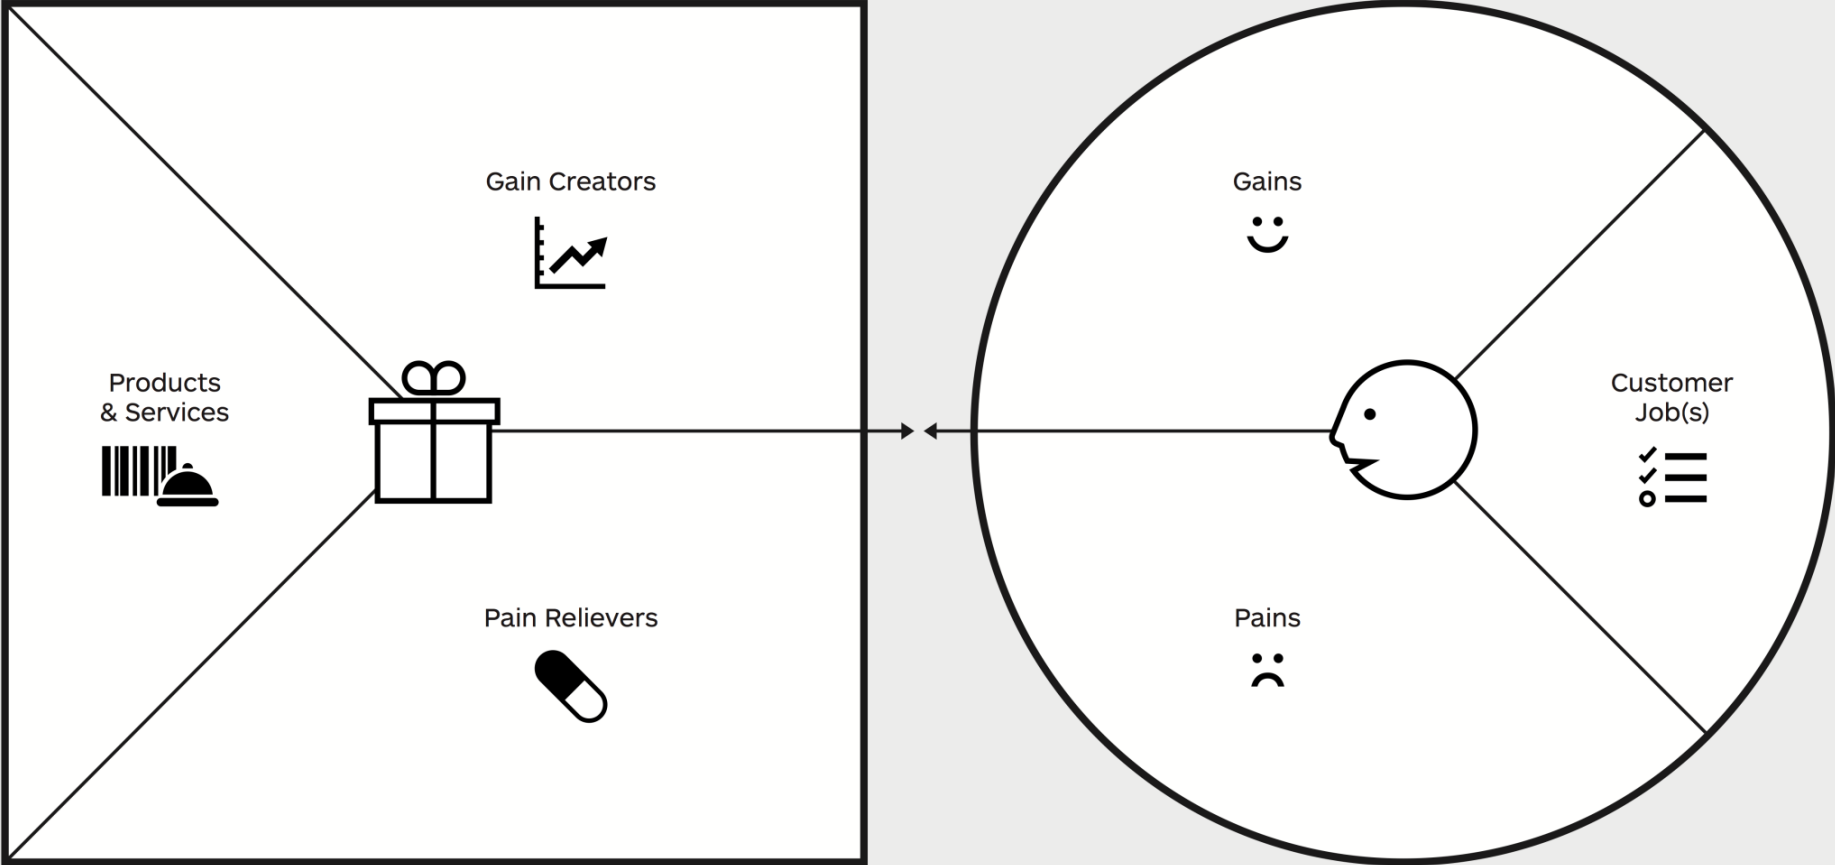 Gain Creators
Products
& Services
Pain Relievers
Gains
Customer
Job(s)
Pains